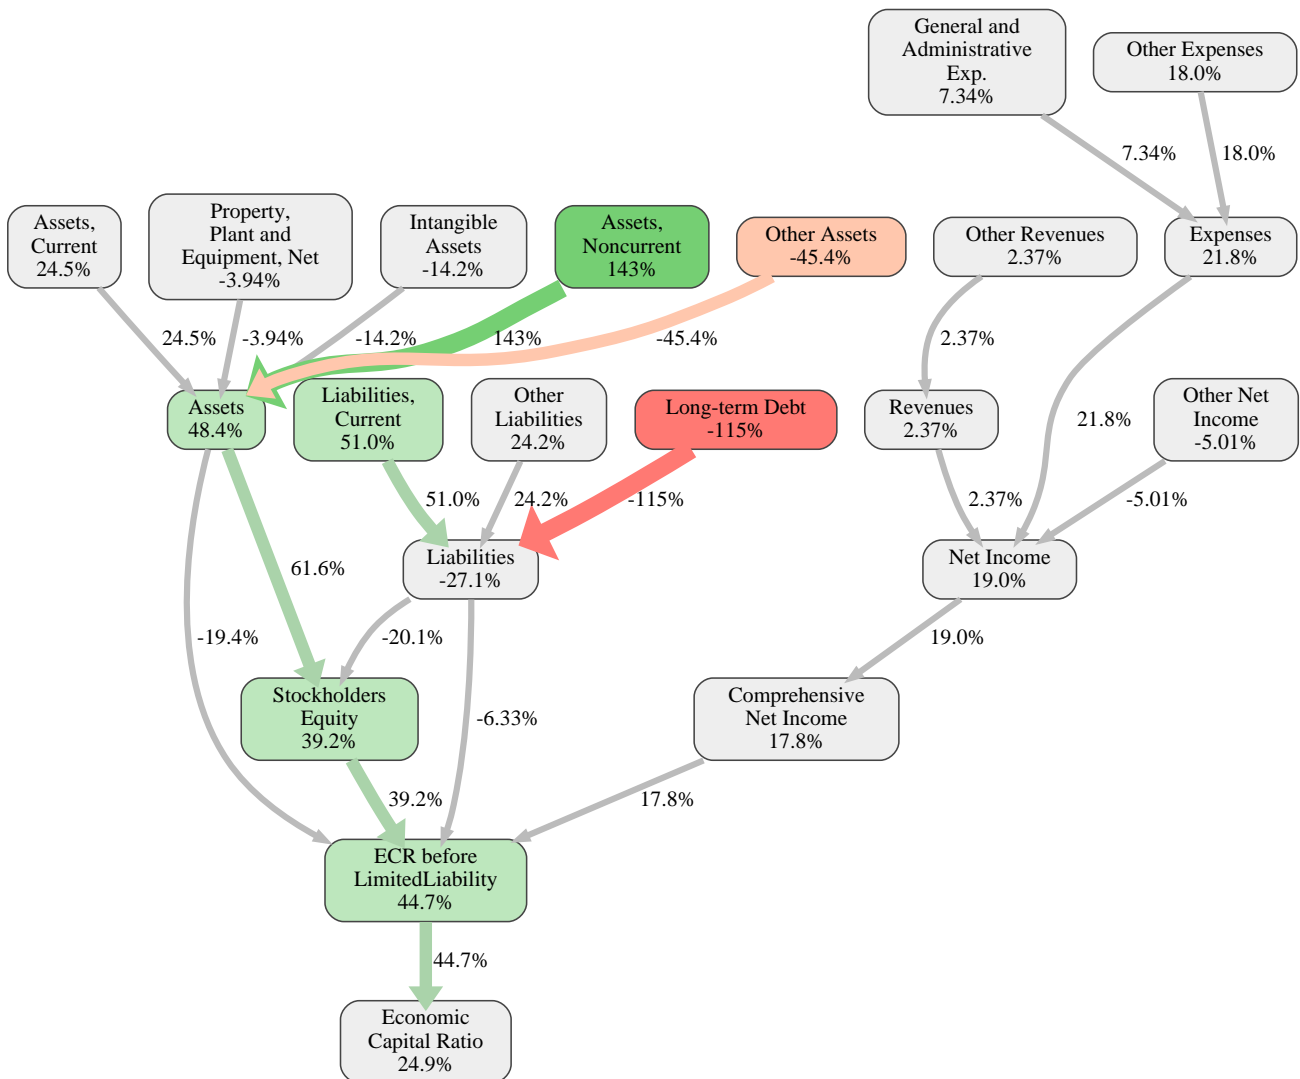 General and
Administrative
Exp.
7.34%
Other Expenses
18.0%
7.34%
18.0%
Assets,
Current
24.5%
Property,
Plant and
Equipment, Net
-3.94%
Intangible
Assets
-14.2%
Assets,
Noncurrent
143%
Other Assets
-45.4%
Other Revenues
2.37%
Expenses
21.8%
24.5%
-3.94%
-14.2%
143%
-45.4%
2.37%
Assets
48.4%
Liabilities,
Current
51.0%
Other
Liabilities
24.2%
Long-term Debt
-115%
Revenues
2.37%
21.8%
Other Net
Income
-5.01%
51.0%
24.2%
-115%
2.37%
-5.01%
61.6%
Liabilities
-27.1%
Net Income
19.0%
-19.4%
-20.1%
19.0%
Stockholders
Equity
39.2%
-6.33%
Comprehensive
Net Income
17.8%
39.2%
17.8%
ECR before
LimitedLiability
44.7%
44.7%
Economic
Capital Ratio
24.9%